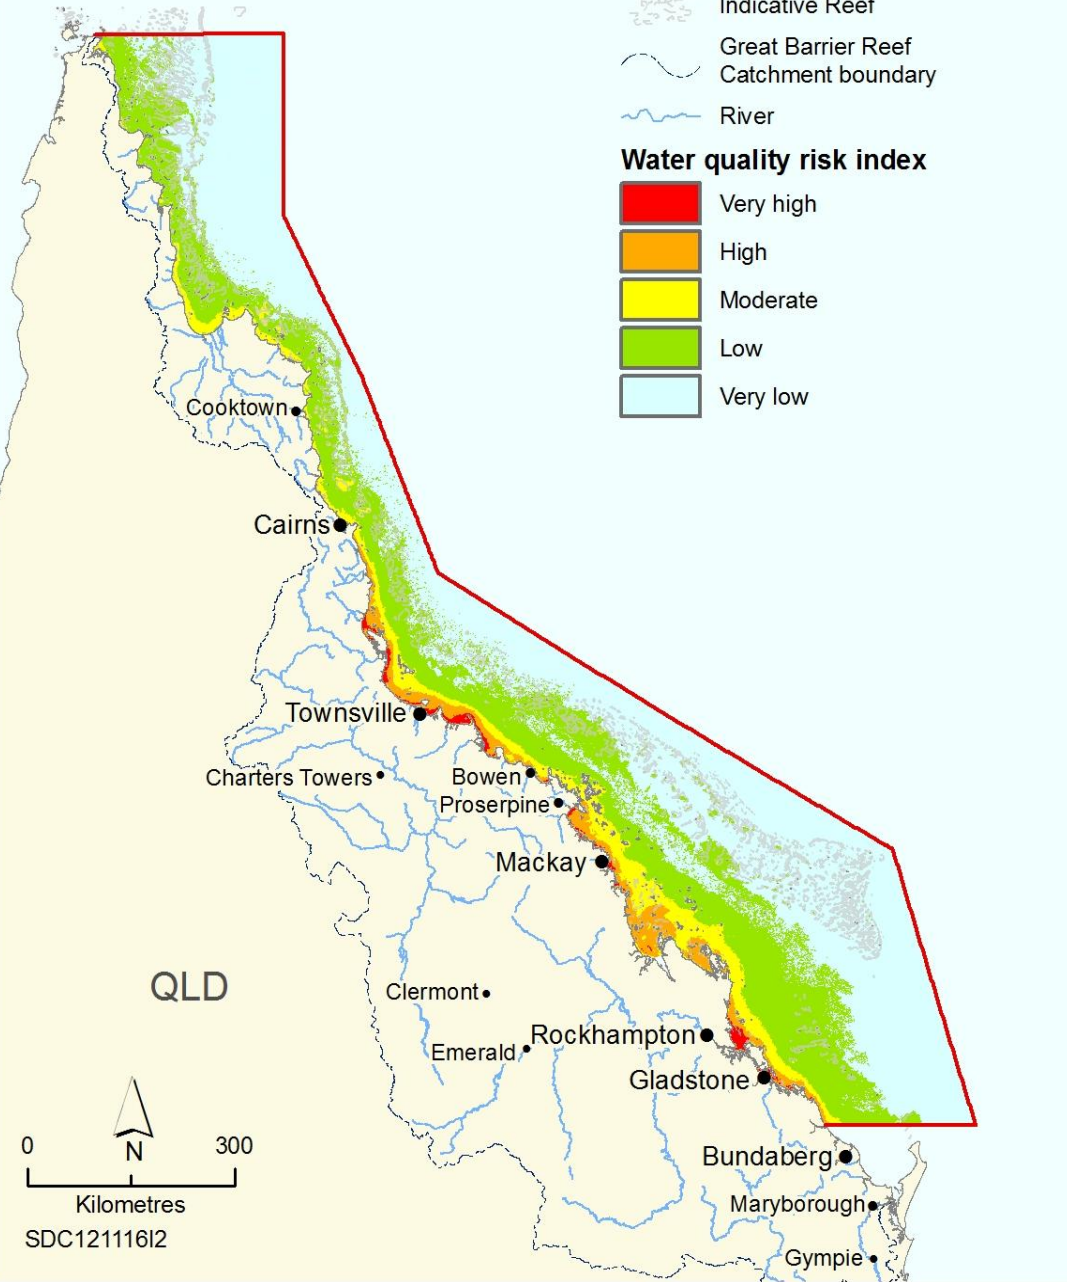 Indicative Reef
Great Barrier Reef
Catchment boundary
River
Water quality risk index
Very high
High
Moderate
Low
Very low
Cooktown
Cairns
Townsville
Charters Towers
Bowen
Proserpine
Mackay
QLD
Clermont
Rockhampton
Emerald
Gladstone
0
N
300
Kilometres
SDC121116I2
Bundaberg
Maryborough
Gympie